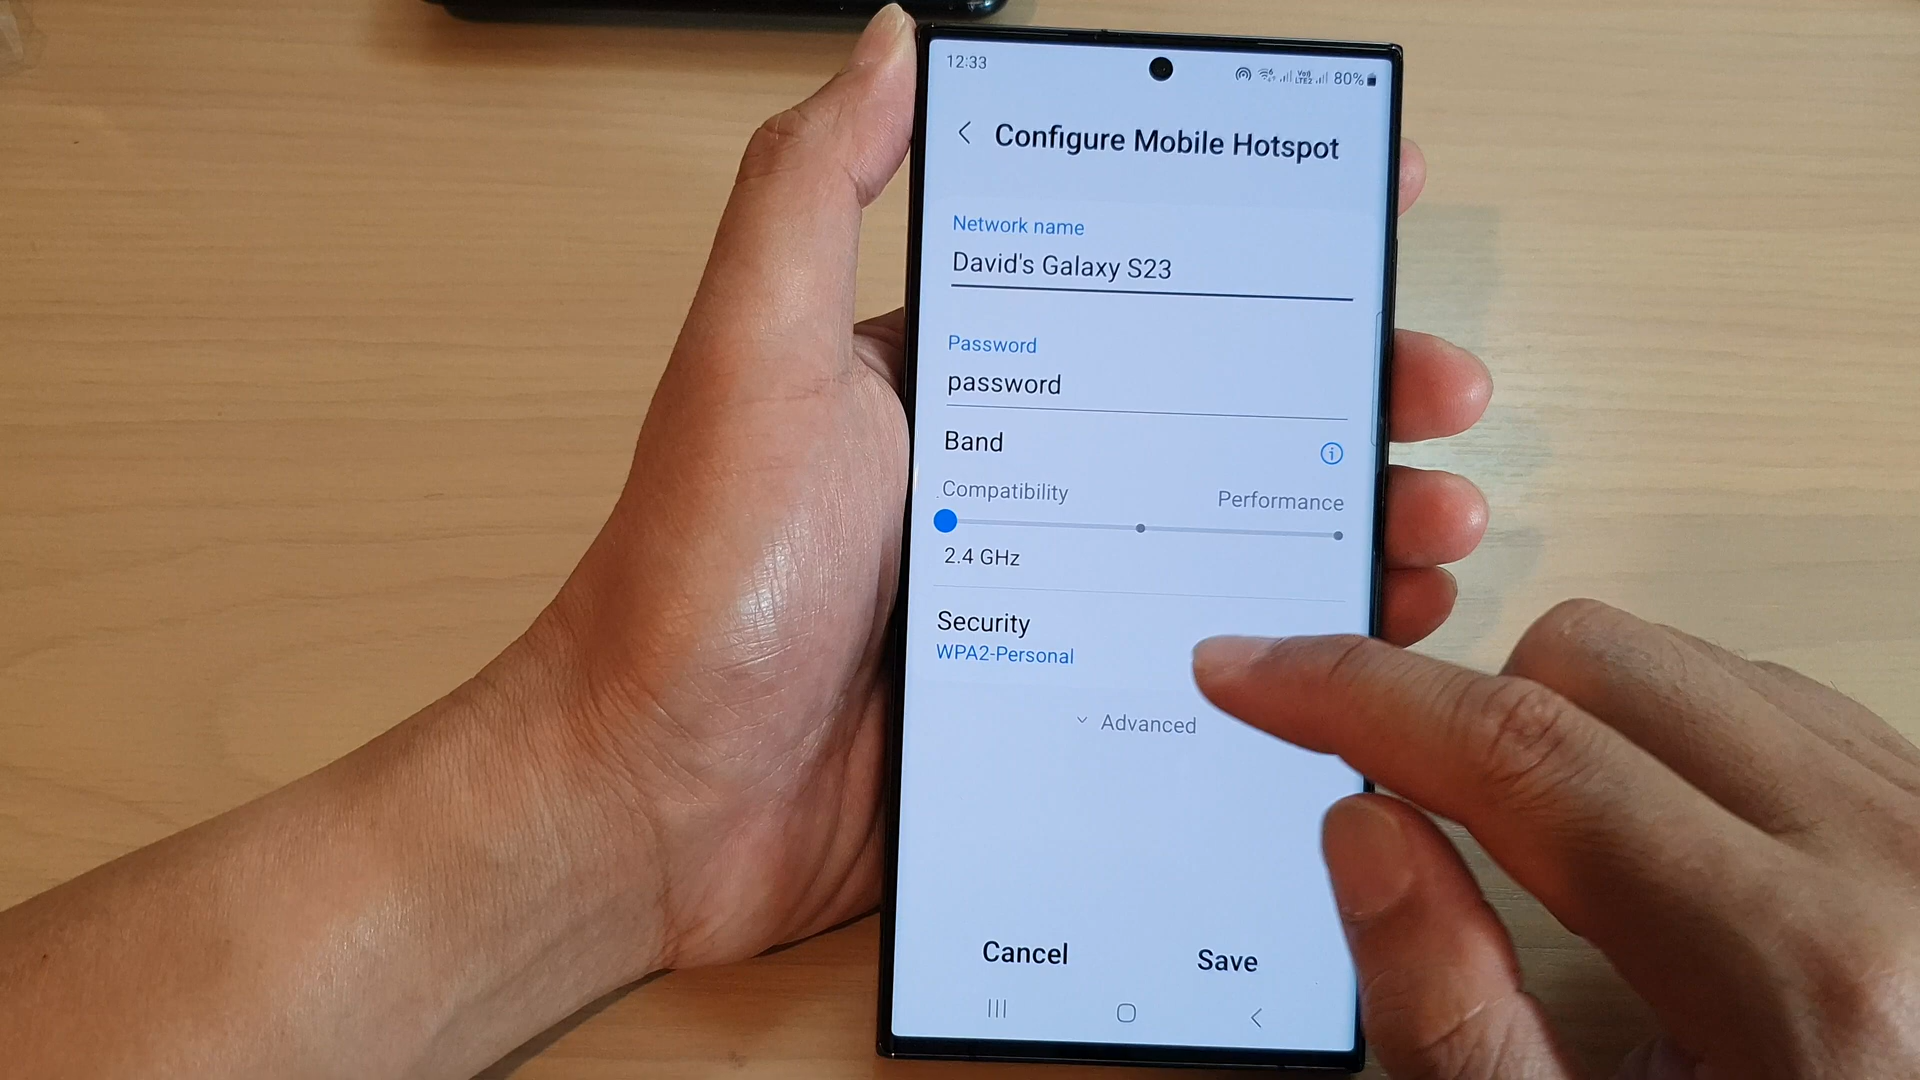 12:33
80%
Configure Mobile Hotspot
Network name
David's Galaxy S23
Password
password
Band
Compatibility
Performance
2.4 GHz
Security
WPA2-Personal
Advanced
Cancel
Save